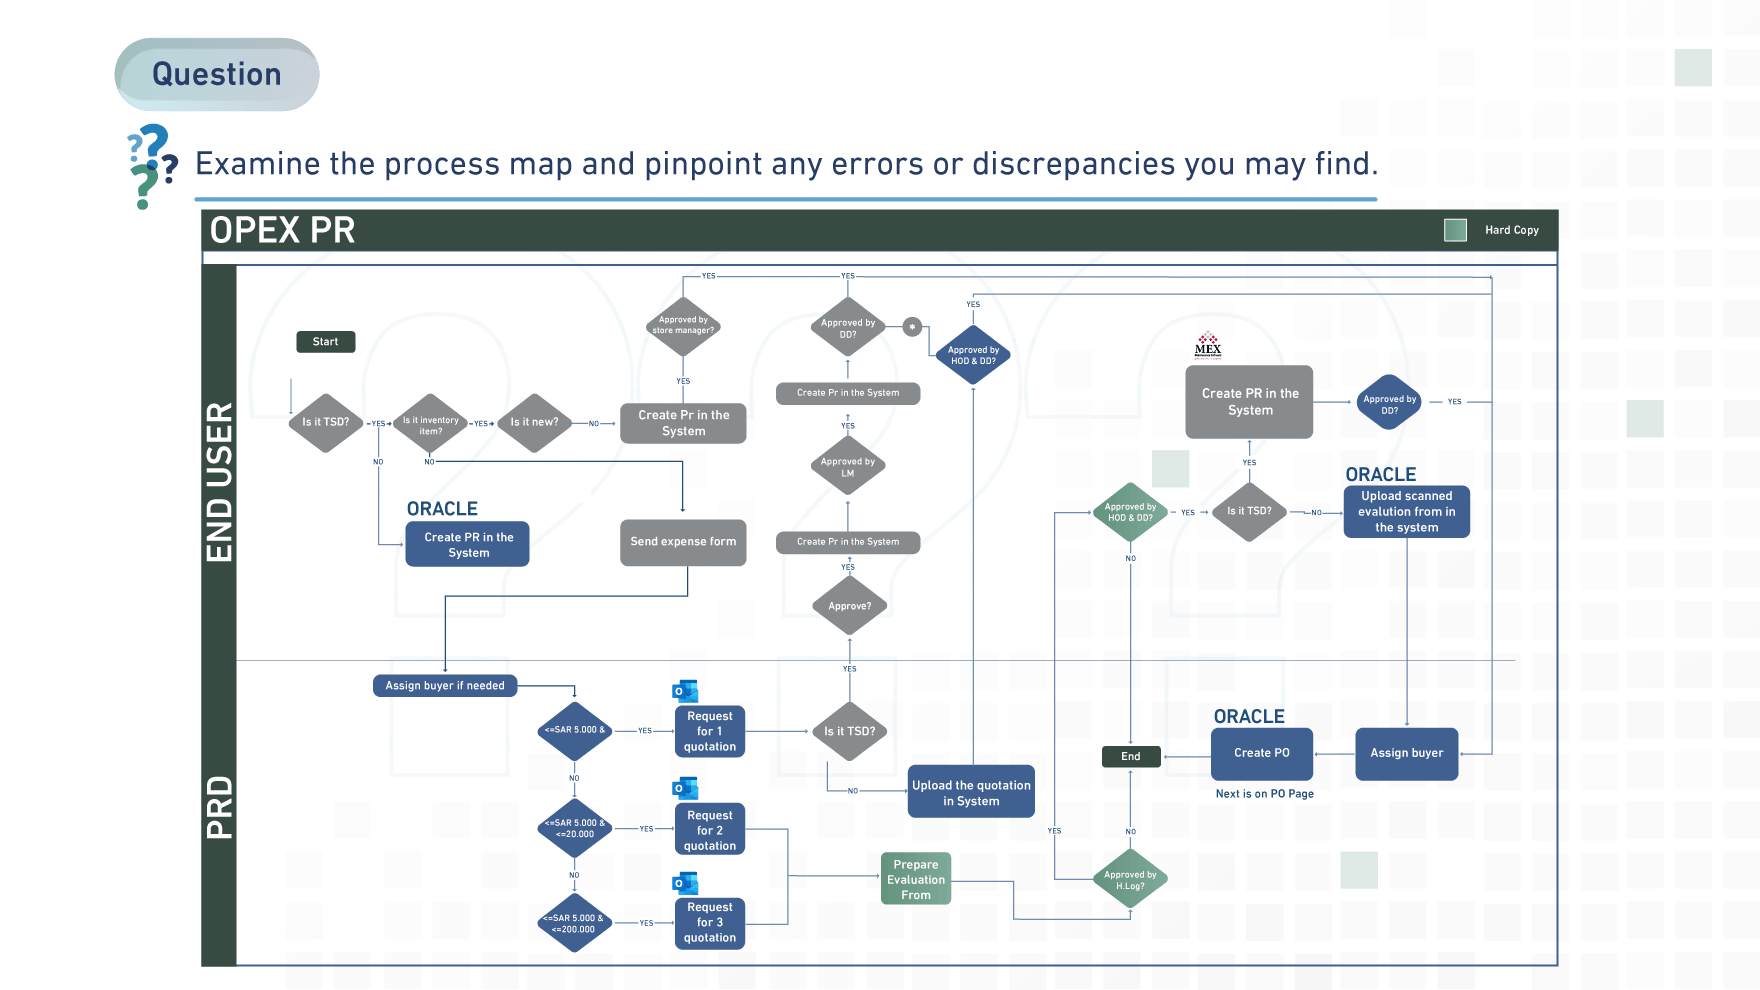 Question
Examine the process map and pinpoint any errors or discrepancies you may find.
OPEX PR
Hard Copy
END USER
Start
Is it TSD?
YES
Is it inventory
item?
YES
Is it new?
NO
Create Pr in the
System
YES
Approved by
store manager?
YES
YES
Approved by
DD?
*
Create Pr in the System
YES
Approved by
LM
Create Pr in the System
YES
Approve?
YES
YES
Approved by
HOD & DD?
NO
NO
ORACLE
Create PR in the
System
Send expense form
MEX
Create PR in the
System
Approved by
DD?
YES
YES
Approved by
HOD & DD?
YES
Is it TSD?
NO
ORACLE
Upload scanned
evalution from in
the system
NO
PRD
Assign buyer if needed
<=SAR 5.000 &
YES
Request
for 1
quotation
Is it TSD?
NO
Upload the quotation
in System
NO
<=SAR 5.000 &
<=20.000
YES
Request
for 2
quotation
NO
<=SAR 5.000 &
<=200.000
YES
Request
for 3
quotation
Prepare
Evaluation
From
YES
Approved by
H.Log?
NO
End
ORACLE
Create PO
Next is on PO Page
Assign buyer